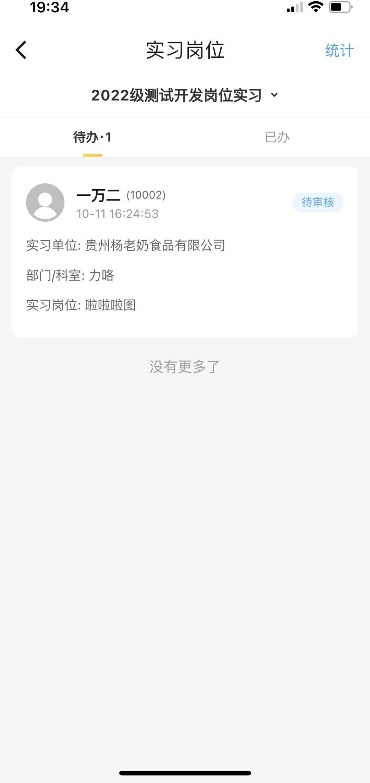 19:34
实习岗位
统计
2022级测试开发岗位实习
待办·1
已办
一万二 (10002)
待审核
10-11 16:24:53
实习单位: 贵州杨老奶食品有限公司
部门/科室: 力咯
实习岗位: 啦啦啦图
没有更多了